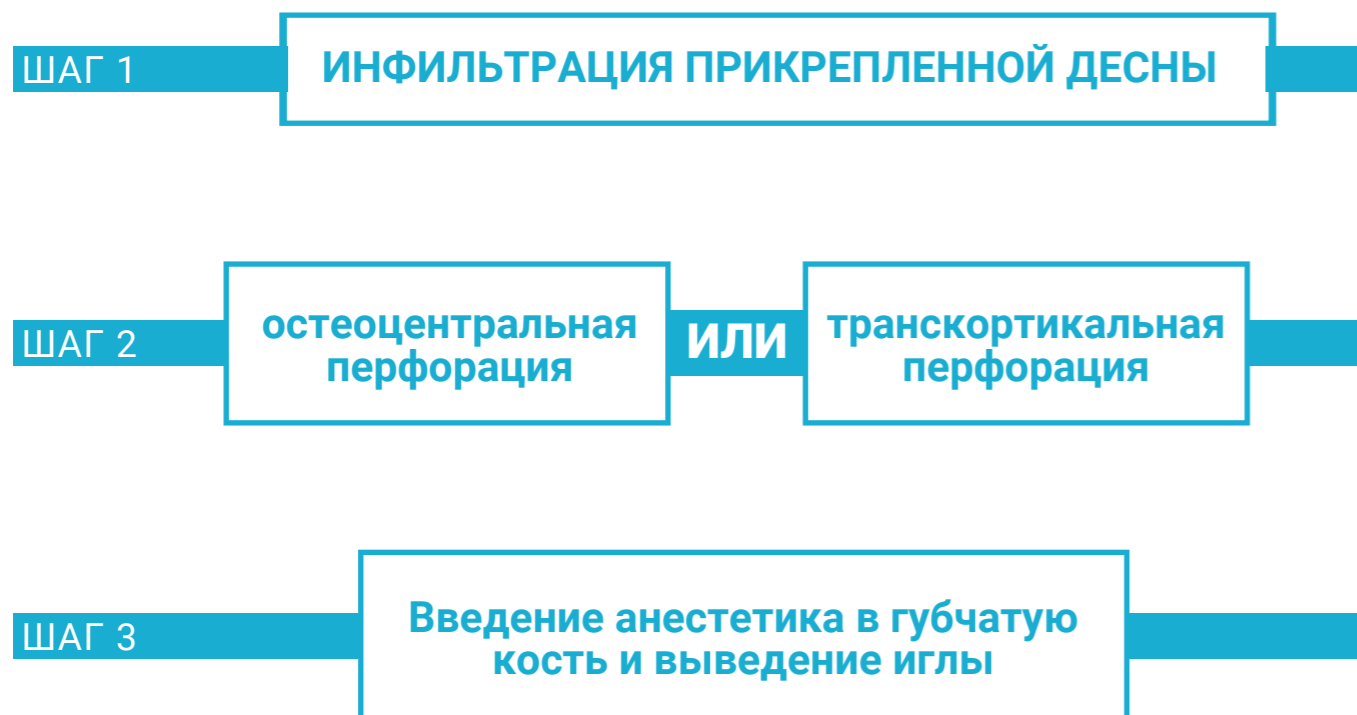 ШАГ 1
ИНФИЛЬТРАЦИЯ ПРИКРЕПЛЕННОЙ ДЕСНЫ
ШАГ 2
остеоцентральная
перфорация
ИЛИ
транскортикальная
перфорация
ШАГ 3
Введение анестетика в губчатую
кость и выведение иглы